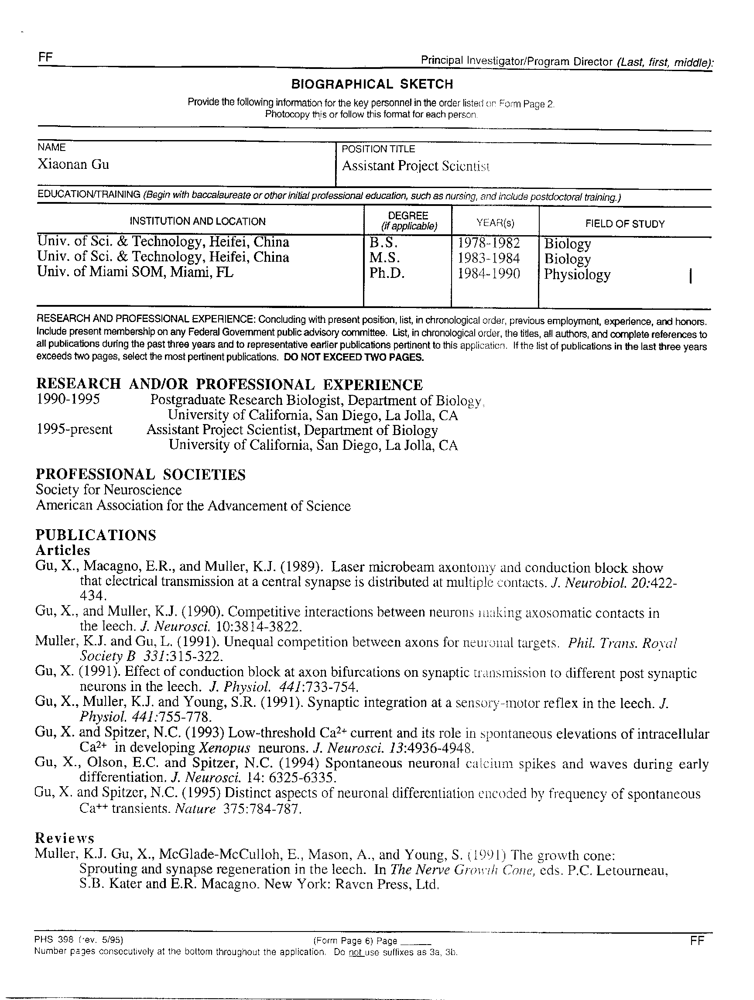 FF
Principal Investigator/Program Director (Last, first, middle):
BIOGRAPHICAL SKETCH
Provide the following information for the key personnel in the order listed on Form Page 2.
Photocopy this or follow this format for each person.
NAME
POSITION TITLE
Xiaonan Gu
Assistant Project Scientist
EDUCATION/TRAINING (Begin with baccalaureate or other initial professional education, such as nursing, and include postdoctoral training.)
INSTITUTION AND LOCATION
DEGREE (if applicable)
YEAR(s)
FIELD OF STUDY
Univ. of Sci. & Technology, Heifei, China B.S. 1978-1982 Biology
Univ. of Sci. & Technology, Heifei, China M.S. 1983-1984 Biology
Univ. of Miami SOM, Miami, FL Ph.D. 1984-1990 Physiology
RESEARCH AND PROFESSIONAL EXPERIENCE: Concluding with present position, list, in chronological order, previous employment, experience, and honors.
Include present membership on any Federal Government public advisory committee. List, in chronological order, the titles, all authors, and complete references to
all publications during the past three years and to representative earlier publications pertinent to this application. If the list of publications in the last three years
exceeds two pages, select the most pertinent publications. DO NOT EXCEED TWO PAGES.
RESEARCH AND/OR PROFESSIONAL EXPERIENCE
1990-1995 Postgraduate Research Biologist, Department of Biology,
University of California, San Diego, La Jolla, CA
1995-present Assistant Project Scientist, Department of Biology
University of California, San Diego, La Jolla, CA
PROFESSIONAL SOCIETIES
Society for Neuroscience
American Association for the Advancement of Science
PUBLICATIONS
Articles
Gu, X., Macagno, E.R., and Muller, K.J. (1989). Laser microbeam axontomy and conduction block show
that electrical transmission at a central synapse is distributed at multiple contacts. J. Neurobiol. 20:422-
434.
Gu, X., and Muller, K.J. (1990). Competitive interactions between neurons making axosomatic contacts in
the leech. J. Neurosci. 10:3814-3822.
Muller, K.J. and Gu, L. (1991). Unequal competition between axons for neuronal targets. Phil. Trans. Royal
Society B 331:315-322.
Gu, X. (1991). Effect of conduction block at axon bifurcations on synaptic transmission to different post synaptic
neurons in the leech. J. Physiol. 441:733-754.
Gu, X., Muller, K.J. and Young, S.R. (1991). Synaptic integration at a sensory-motor reflex in the leech. J.
Physiol. 441:755-778.
Gu, X. and Spitzer, N.C. (1993) Low-threshold Ca2+ current and its role in spontaneous elevations of intracellular
Ca2+ in developing Xenopus neurons. J. Neurosci. 13:4936-4948.
Gu, X., Olson, E.C. and Spitzer, N.C. (1994) Spontaneous neuronal calcium spikes and waves during early
differentiation. J. Neurosci. 14: 6325-6335.
Gu, X. and Spitzer, N.C. (1995) Distinct aspects of neuronal differentiation encoded by frequency of spontaneous
Ca++ transients. Nature 375:784-787.
Reviews
Muller, K.J. Gu, X., McGlade-McCulloh, E., Mason, A., and Young, S. (1991) The growth cone:
Sprouting and synapse regeneration in the leech. In The Nerve Growth Cone, eds. P.C. Letourneau,
S.B. Kater and E.R. Macagno. New York: Raven Press, Ltd.
PHS 398 (rev. 5/95) (Form Page 6) Page ______ FF
Number pages consecutively at the bottom throughout the application. Do not use suffixes as 3a, 3b.